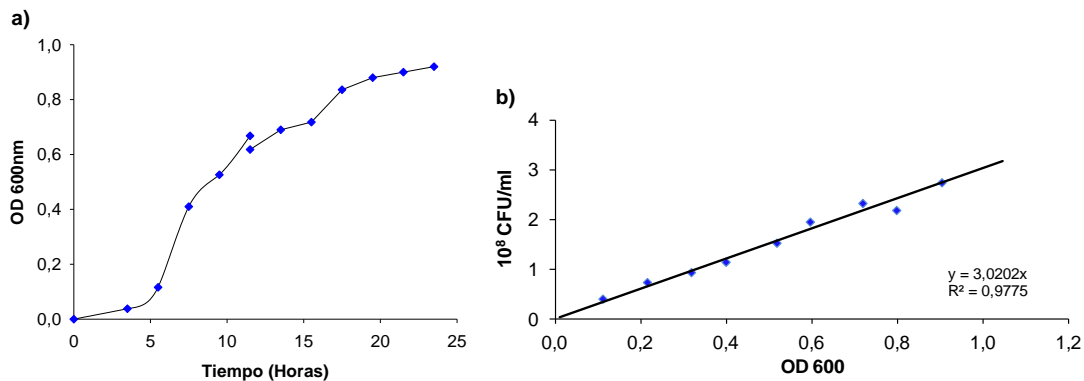 a)
1,0
0,8
0,6
0,4
0,2
0,0
OD 600nm
0 5 10 15 20 25
Tiempo (Horas)
b)
4
3
2
1
0
10⁸ CFU/ml
y = 3,0202x
R² = 0,9775
0,0 0,2 0,4 0,6 0,8 1,0 1,2
OD 600